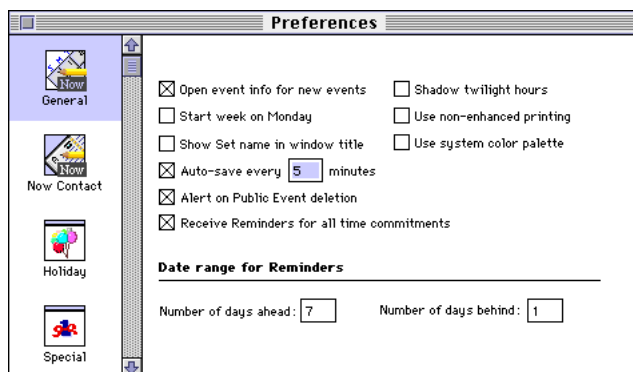 Preferences
Now
General
Now
Now Contact
Holiday
Special
Open event info for new events
Shadow twilight hours
Start week on Monday
Use non-enhanced printing
Show Set name in window title
Use system color palette
Auto-save every 5 minutes
Alert on Public Event deletion
Receive Reminders for all time commitments
Date range for Reminders
Number of days ahead: 7
Number of days behind: 1